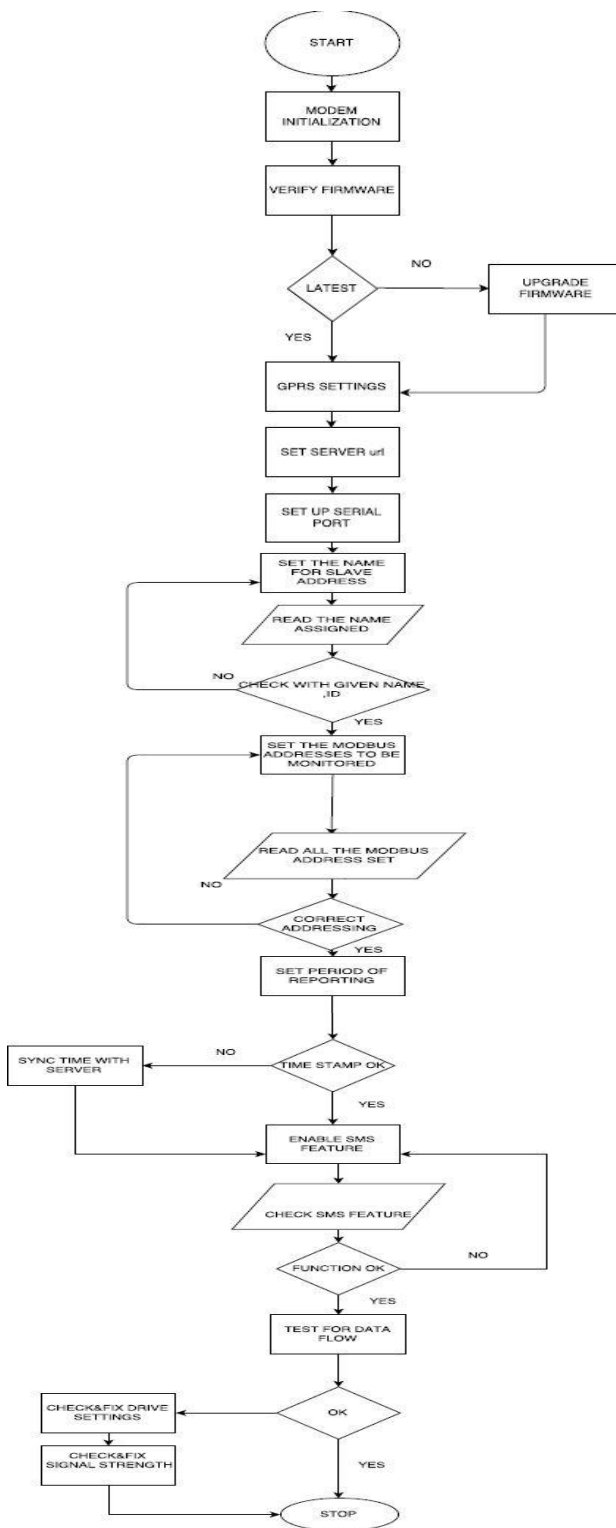 START
MODEM
INITIALIZATION
VERIFY FIRMWARE
LATEST
NO
UPGRADE
FIRMWARE
YES
GPRS SETTINGS
SET SERVER url
SET UP SERIAL
PORT
SET THE NAME
FOR SLAVE
ADDRESS
READ THE NAME
ASSIGNED
NO
CHECK WITH GIVEN NAME
,ID
YES
SET THE MODBUS
ADDRESSES TO BE
MONITORED
READ ALL THE MODBUS
ADDRESS SET
NO
CORRECT
ADDRESSING
YES
SET PERIOD OF
REPORTING
SYNC TIME WITH
SERVER
NO
TIME STAMP OK
YES
ENABLE SMS
FEATURE
CHECK SMS FEATURE
FUNCTION OK
NO
YES
TEST FOR DATA
FLOW
CHECK&FIX DRIVE
SETTINGS
OK
CHECK&FIX
SIGNAL STRENGTH
YES
STOP